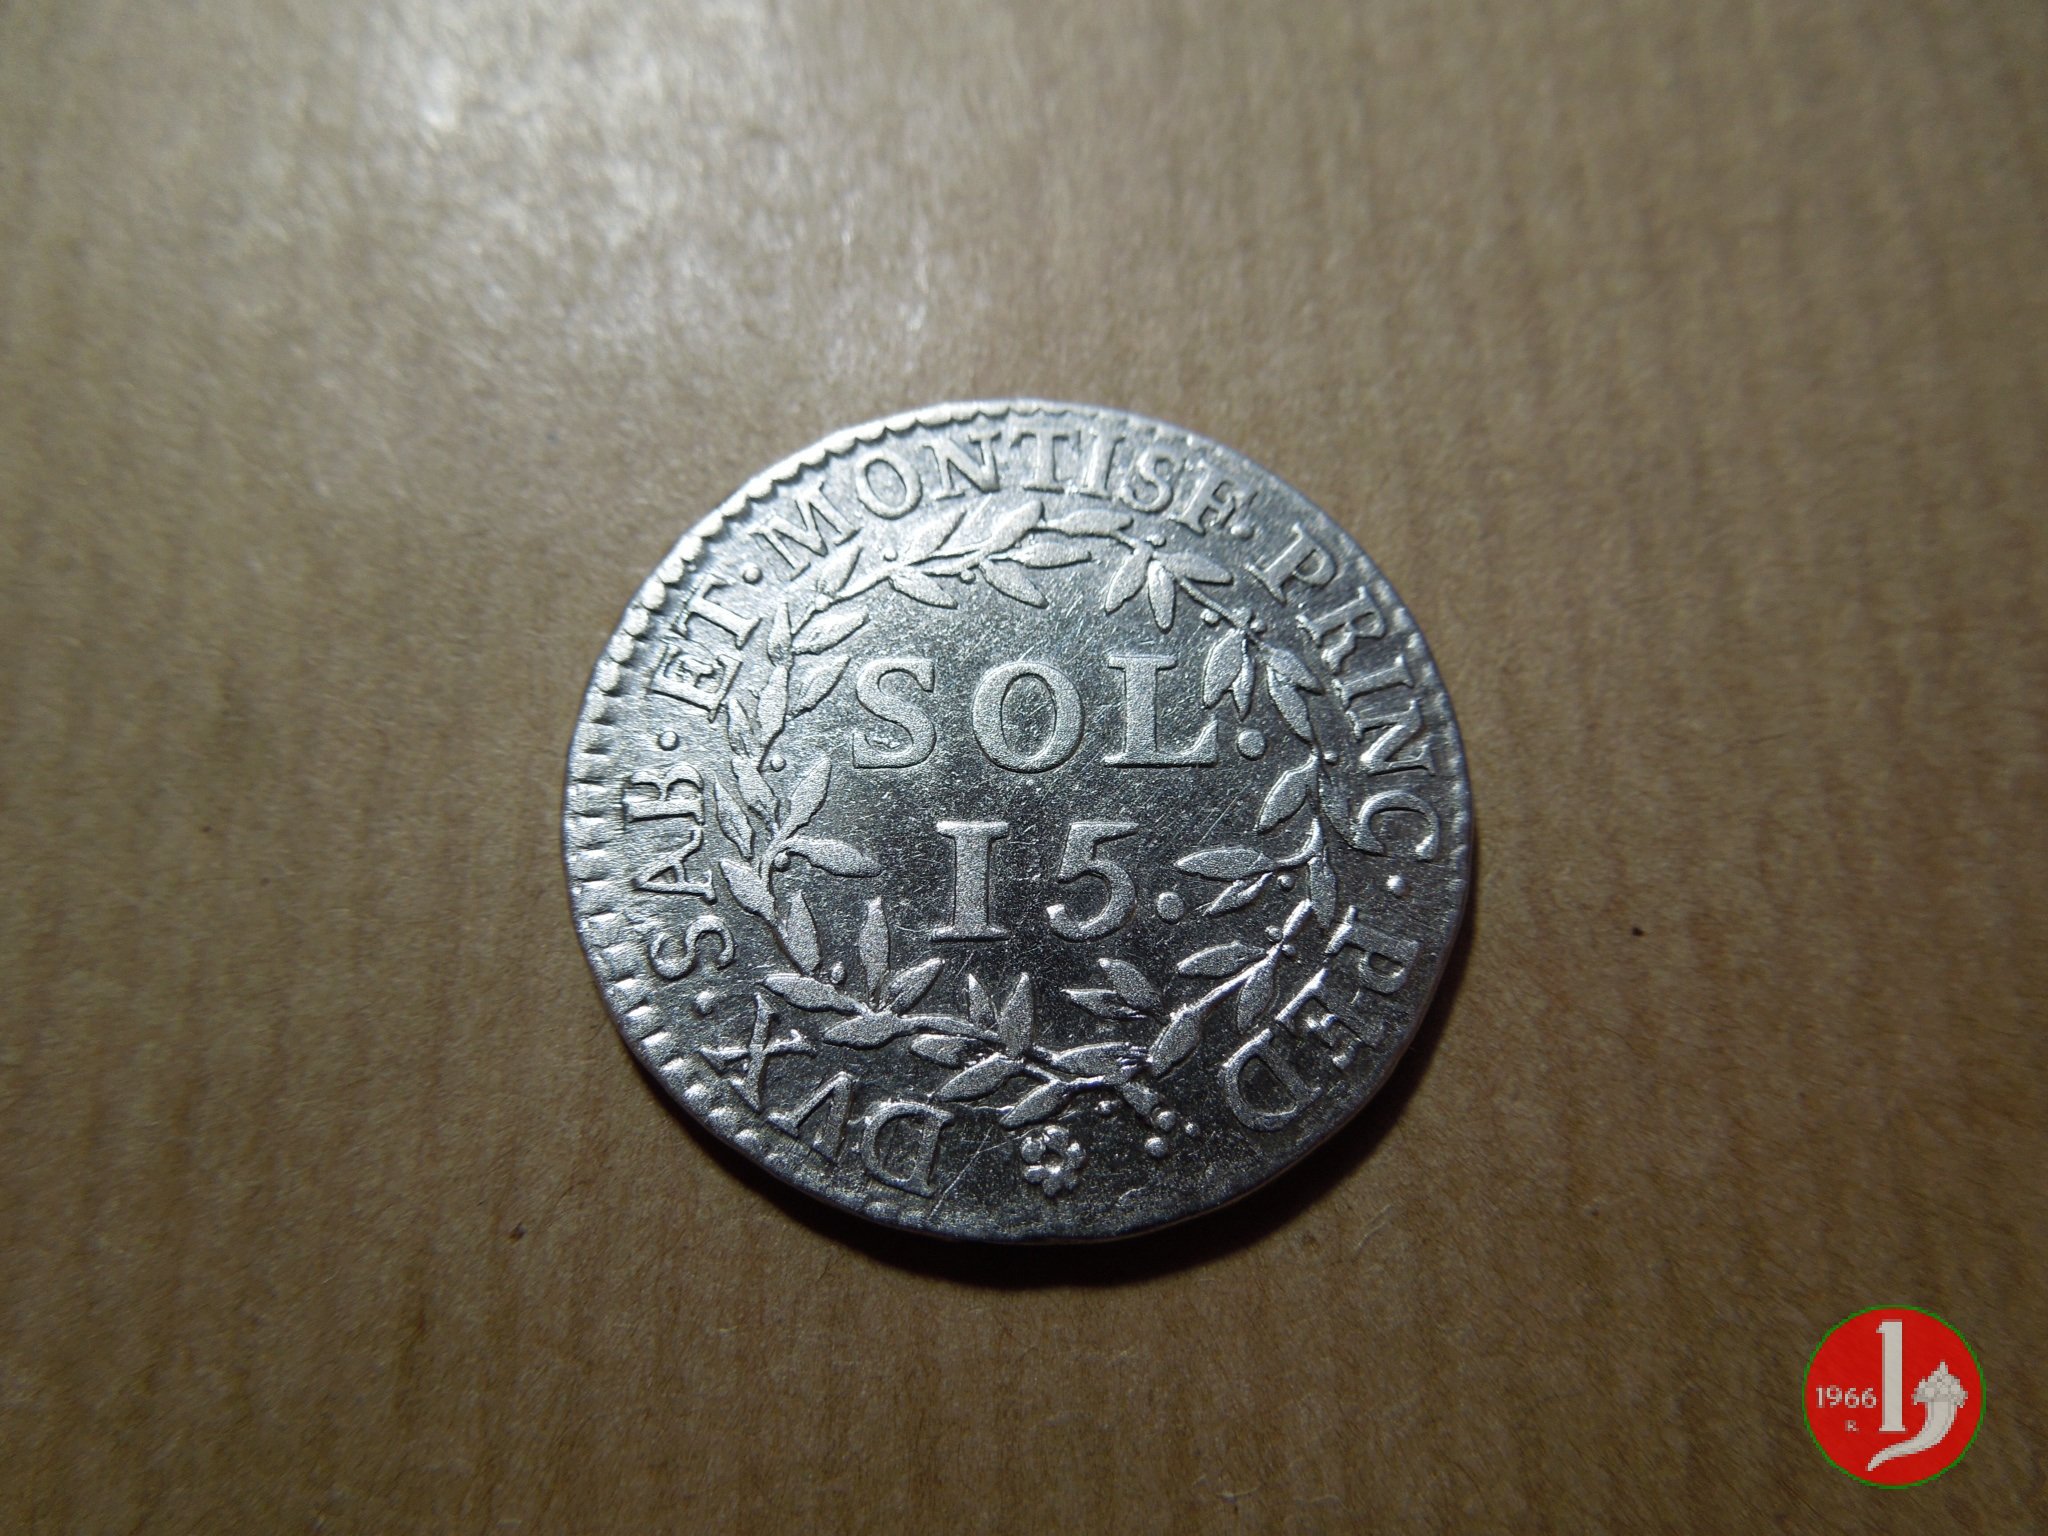 DVX · SAB · ET · MONTISF · PRINC · PED
SOL ·
15 ·
1966
R